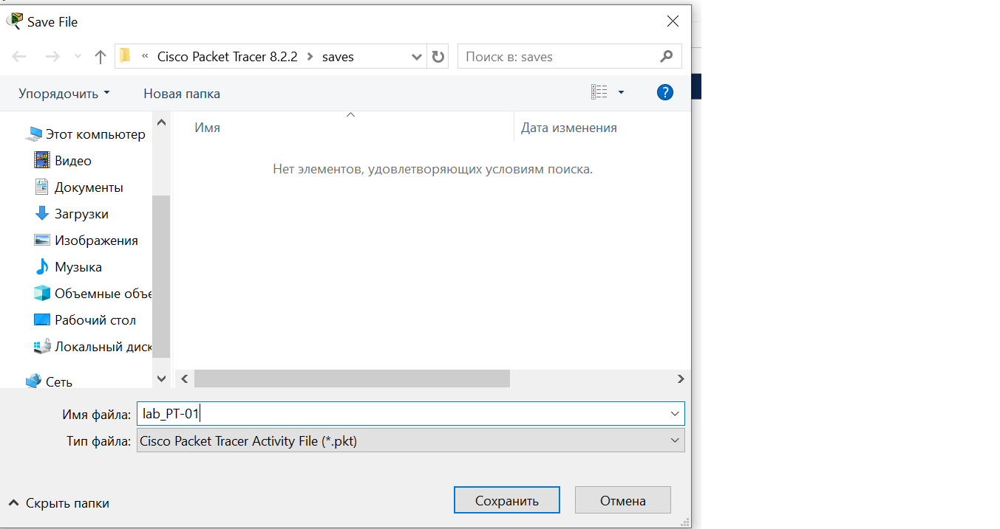 Save File
« Cisco Packet Tracer 8.2.2 > saves
Поиск в: saves
Упорядочить
Новая папка
?
Этот компьютер
Видео
Документы
Загрузки
Изображения
Музыка
Объемные объе
Рабочий стол
Локальный диск
Сеть
Имя
Дата изменения
Нет элементов, удовлетворяющих условиям поиска.
Имя файла: lab_PT-01
Тип файла: Cisco Packet Tracer Activity File (*.pkt)
Скрыть папки
Сохранить
Отмена